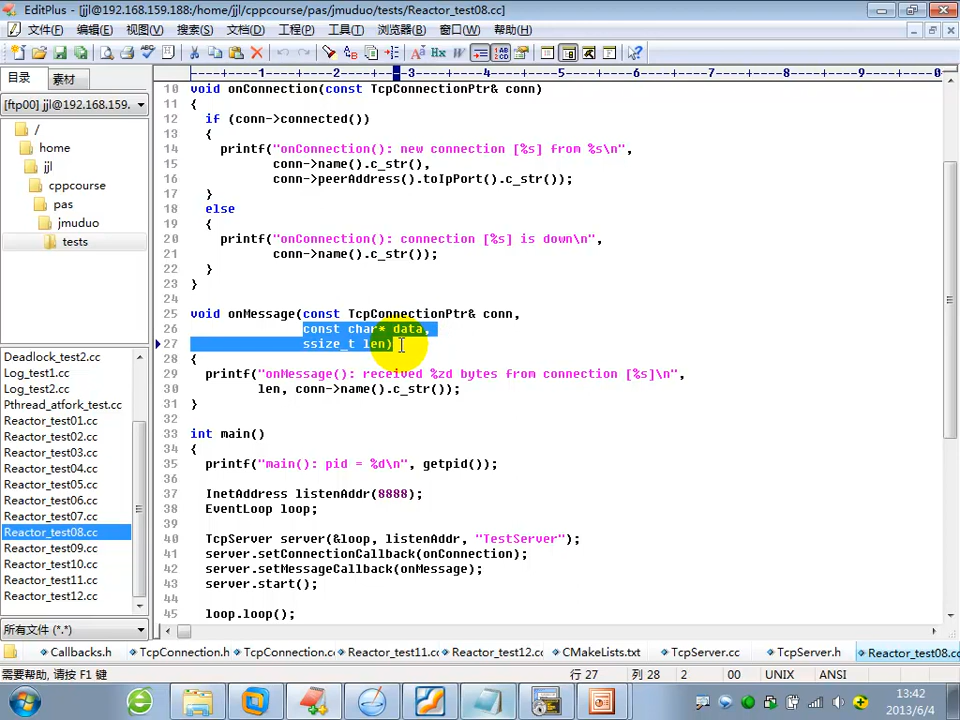 EditPlus - [ftp://jjl@192.168.159.188:/home/jjl/cppcourse/pas/jmuduo/tests/Reactor_test08.cc]
文件(F) 编辑(E) 视图(V) 搜索(S) 文档(D) 工程(P) 工具(T) 浏览器(B) 窗口(W) 帮助(H)
目录 素材
[ftp00] jjl@192.168.159.
/
home
jjl
cppcourse
pas
jmuduo
tests
Deadlock_test2.cc
Log_test1.cc
Log_test2.cc
Pthread_atfork_test.cc
Reactor_test01.cc
Reactor_test02.cc
Reactor_test03.cc
Reactor_test04.cc
Reactor_test05.cc
Reactor_test06.cc
Reactor_test07.cc
Reactor_test08.cc
Reactor_test09.cc
Reactor_test10.cc
Reactor_test11.cc
Reactor_test12.cc
所有文件 (*.*)
----+----1----+----2----+----3----+----4----+----5----+----6----+----7----+----8----+----9----+----0
10 void onConnection(const TcpConnectionPtr& conn)
11 {
12 if (conn->connected())
13 {
14 printf("onConnection(): new connection [%s] from %s\n",
15 conn->name().c_str(),
16 conn->peerAddress().toIpPort().c_str());
17 }
18 else
19 {
20 printf("onConnection(): connection [%s] is down\n",
21 conn->name().c_str());
22 }
23 }
24
25 void onMessage(const TcpConnectionPtr& conn,
26 const char* data,
27 ssize_t len)
28 {
29 printf("onMessage(): received %zd bytes from connection [%s]\n",
30 len, conn->name().c_str());
31 }
32
33 int main()
34 {
35 printf("main(): pid = %d\n", getpid());
36
37 InetAddress listenAddr(8888);
38 EventLoop loop;
39
40 TcpServer server(&loop, listenAddr, "TestServer");
41 server.setConnectionCallback(onConnection);
42 server.setMessageCallback(onMessage);
43 server.start();
44
45 loop.loop();
Callbacks.h TcpConnection.h TcpConnection.cc Reactor_test11.cc Reactor_test12.cc CMakeLists.txt TcpServer.cc TcpServer.h Reactor_test08.cc
需要帮助, 请按 F1 键 行 27 列 28 2 00 UNIX ANSI
13:42
2013/6/4